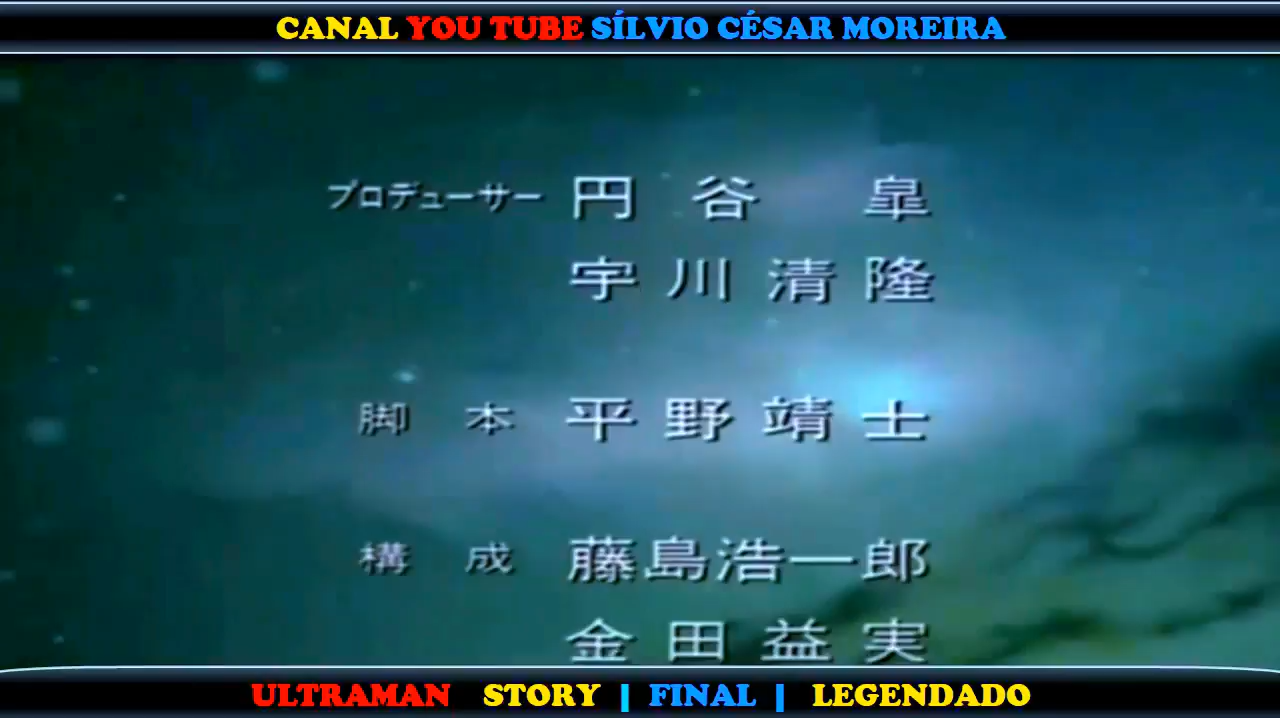 CANAL YOU TUBE SÍLVIO CÉSAR MOREIRA
プロデューサー 円谷 皐
宇川清隆
脚 本 平野靖士
構 成 藤島浩一郎
金田益実
ULTRAMAN STORY | FINAL | LEGENDADO